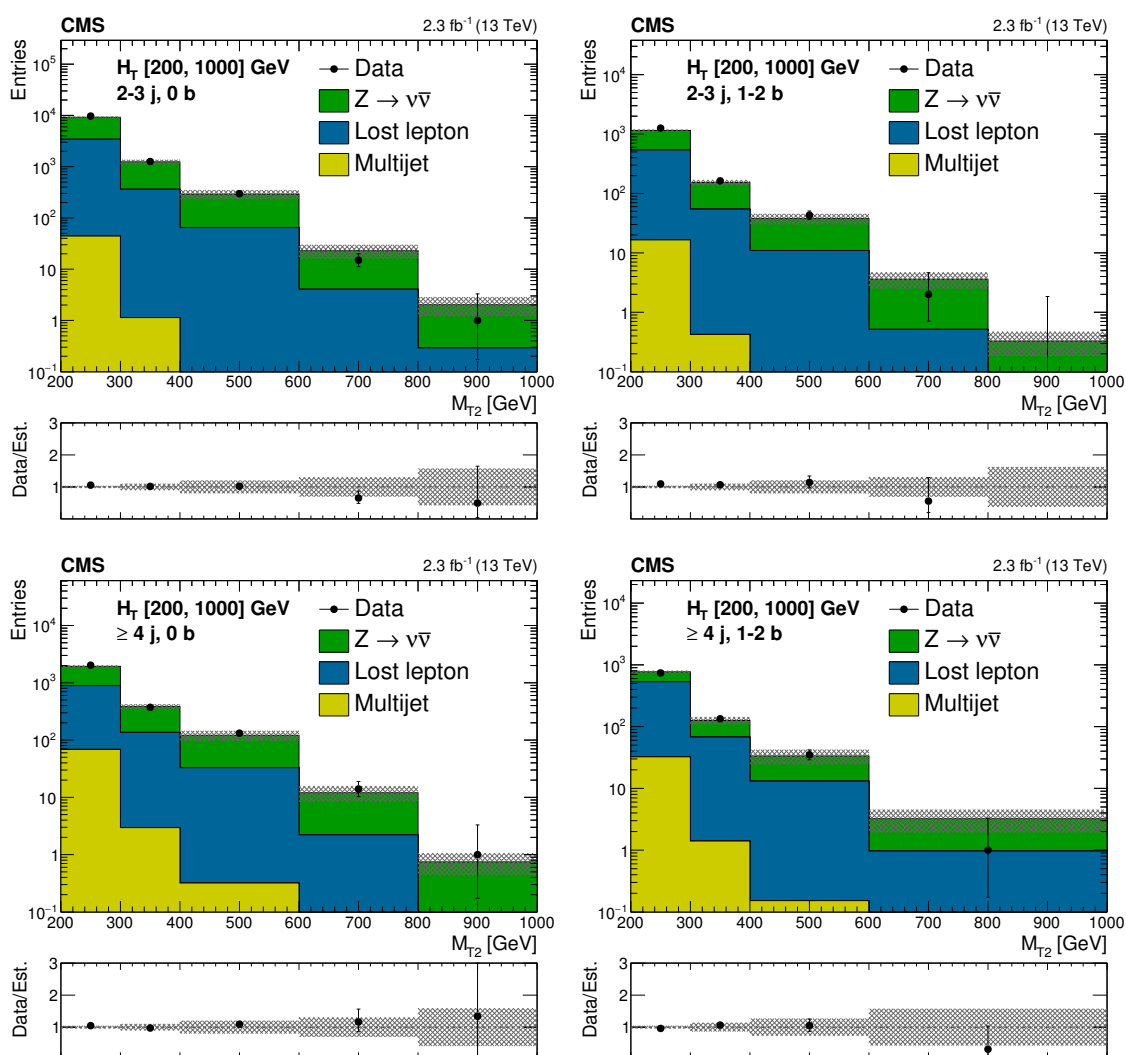 CMS 2.3 fb⁻¹ (13 TeV)
Entries
H_T [200, 1000] GeV
2-3 j, 0 b
Data
Z → νν̅
Lost lepton
Multijet
10⁵
10⁴
10³
10²
10
1
10⁻¹
200 300 400 500 600 700 800 900 1000
M_T2 [GeV]
Data/Est.
3
2
1
CMS 2.3 fb⁻¹ (13 TeV)
Entries
H_T [200, 1000] GeV
2-3 j, 1-2 b
Data
Z → νν̅
Lost lepton
Multijet
10⁴
10³
10²
10
1
10⁻¹
200 300 400 500 600 700 800 900 1000
M_T2 [GeV]
Data/Est.
3
2
1
CMS 2.3 fb⁻¹ (13 TeV)
Entries
H_T [200, 1000] GeV
≥ 4 j, 0 b
Data
Z → νν̅
Lost lepton
Multijet
10⁴
10³
10²
10
1
10⁻¹
200 300 400 500 600 700 800 900 1000
M_T2 [GeV]
Data/Est.
3
2
1
CMS 2.3 fb⁻¹ (13 TeV)
Entries
H_T [200, 1000] GeV
≥ 4 j, 1-2 b
Data
Z → νν̅
Lost lepton
Multijet
10⁴
10³
10²
10
1
10⁻¹
200 300 400 500 600 700 800 900 1000
M_T2 [GeV]
Data/Est.
3
2
1